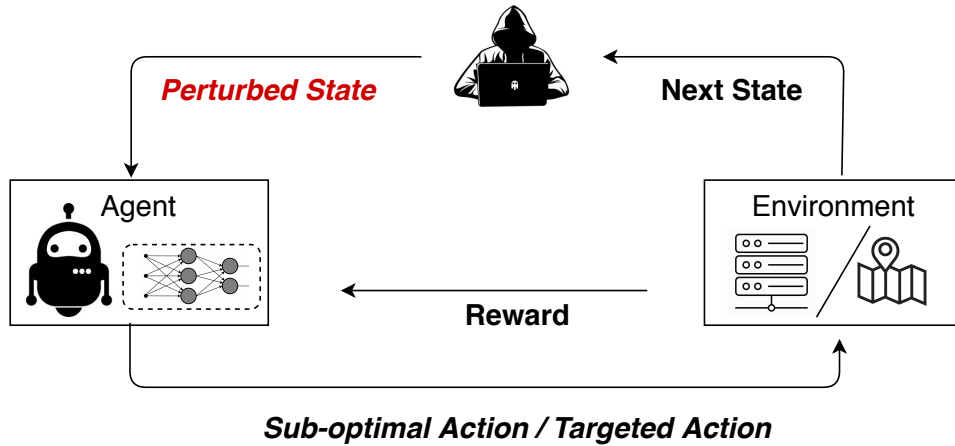 Perturbed State
Next State
Agent
Environment
Reward
Sub-optimal Action / Targeted Action